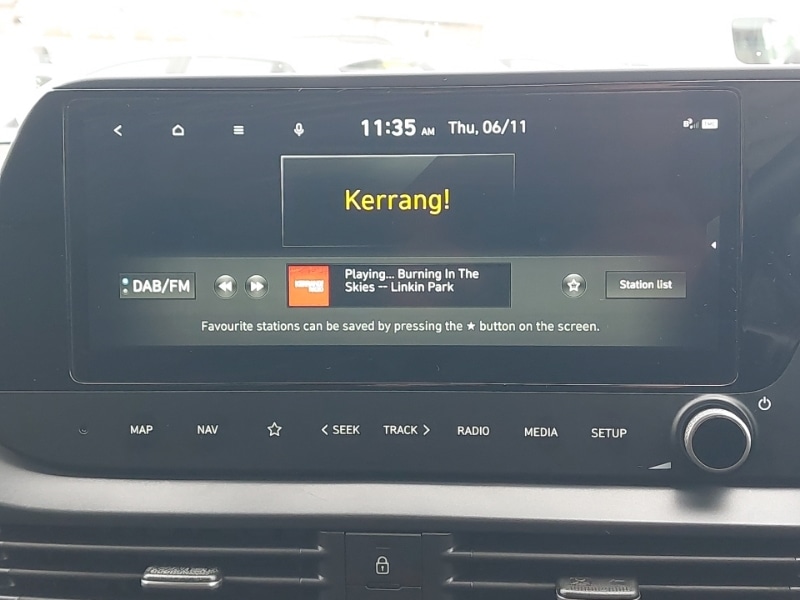 11:35 AM Thu, 06/11
Kerrang!
DAB/FM
Playing... Burning In The
Skies -- Linkin Park
Station list
Favourite stations can be saved by pressing the ★ button on the screen.
MAP NAV ☆ < SEEK TRACK > RADIO MEDIA SETUP